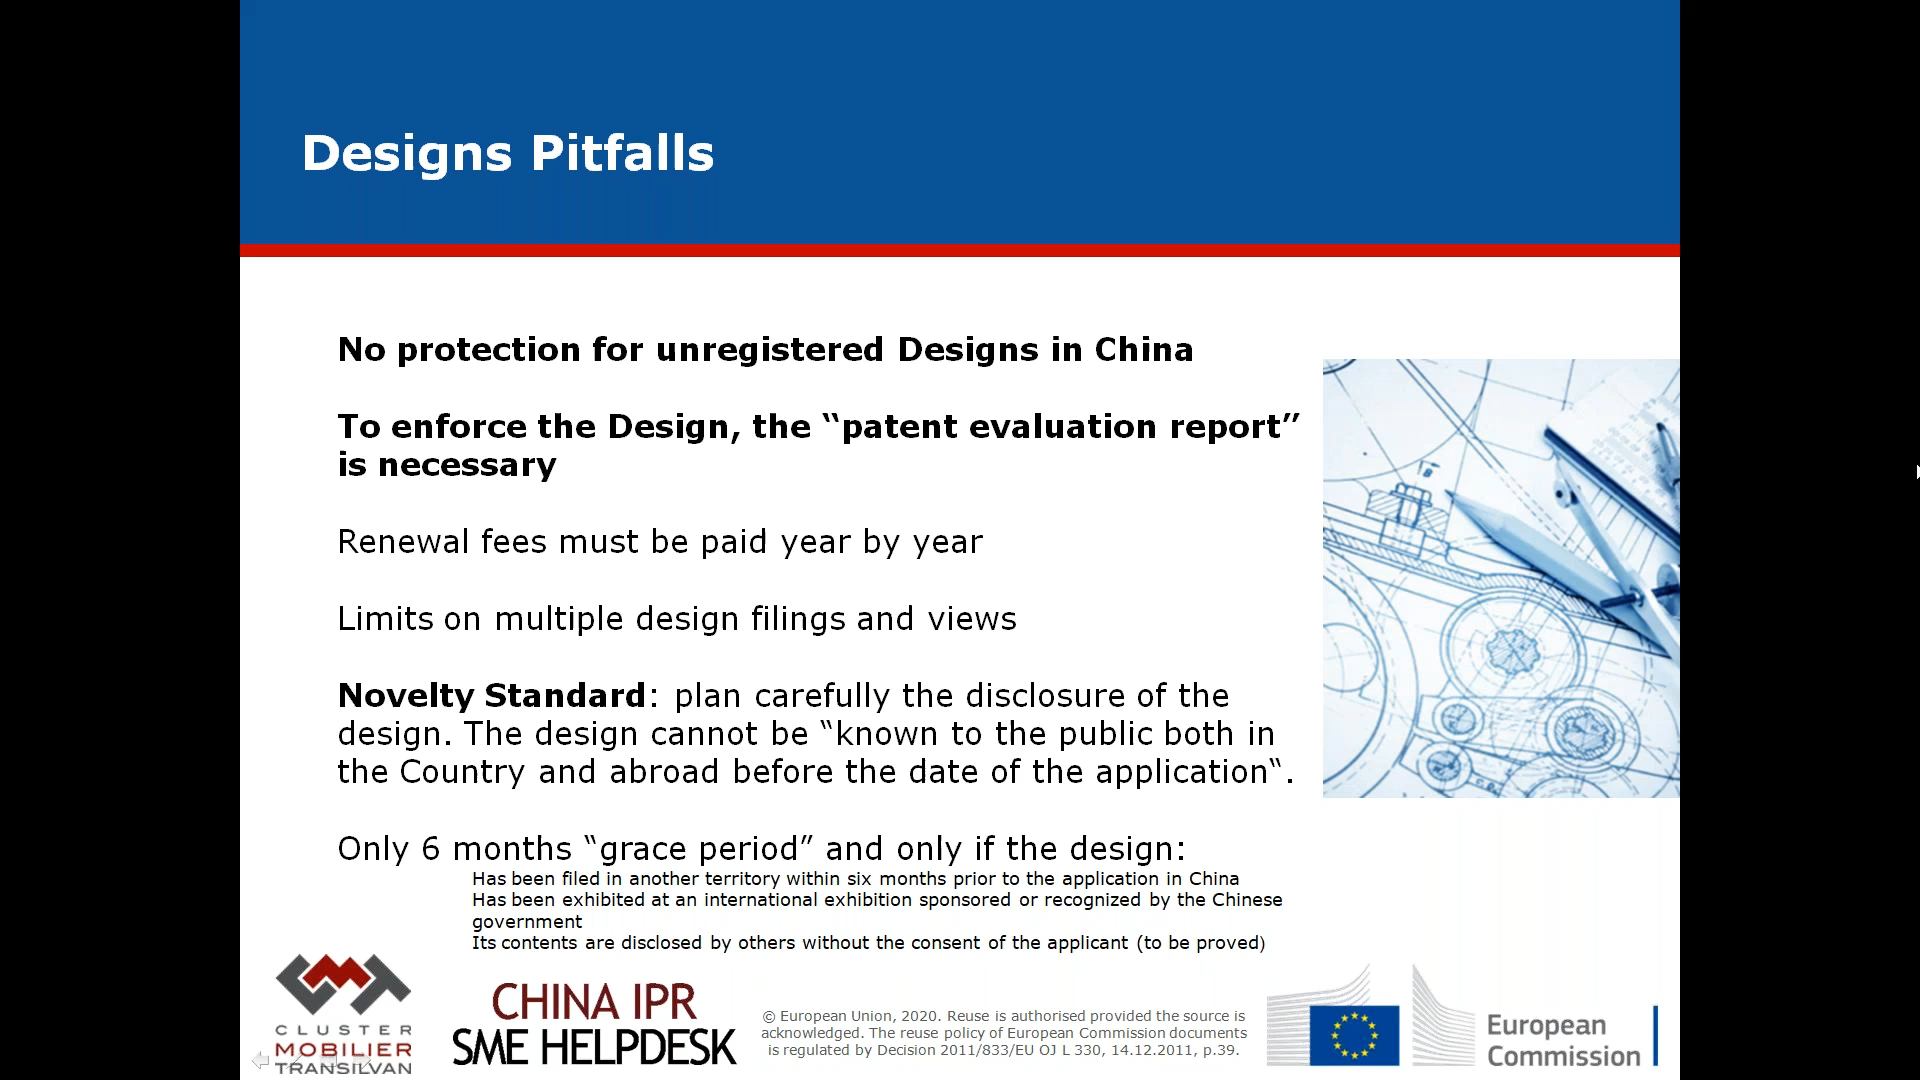 Designs Pitfalls
No protection for unregistered Designs in China
To enforce the Design, the “patent evaluation report”
is necessary
Renewal fees must be paid year by year
Limits on multiple design filings and views
Novelty Standard: plan carefully the disclosure of the
design. The design cannot be “known to the public both in
the Country and abroad before the date of the application“.
Only 6 months “grace period” and only if the design:
Has been filed in another territory within six months prior to the application in China
Has been exhibited at an international exhibition sponsored or recognized by the Chinese
government
Its contents are disclosed by others without the consent of the applicant (to be proved)
CLUSTER
MOBILIER
TRANSILVAN
CHINA IPR
SME HELPDESK
© European Union, 2020. Reuse is authorised provided the source is
acknowledged. The reuse policy of European Commission documents
is regulated by Decision 2011/833/EU OJ L 330, 14.12.2011, p.39.
European
Commission